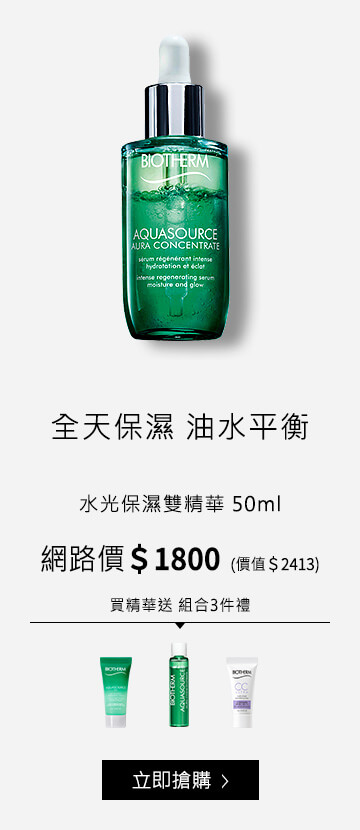 BIOTHERM
AQUASOURCE
AURA CONCENTRATE
sérum régénérant intense
hydratation et éclat
intense regenerating serum
moisture and glow
全天保濕 油水平衡
水光保濕雙精華 50ml
網路價$1800 (價值$2413)
買精華送 組合3件禮
BIOTHERM
BIOTHERM
AQUASOURCE
BIOTHERM
CC
立即搶購 >